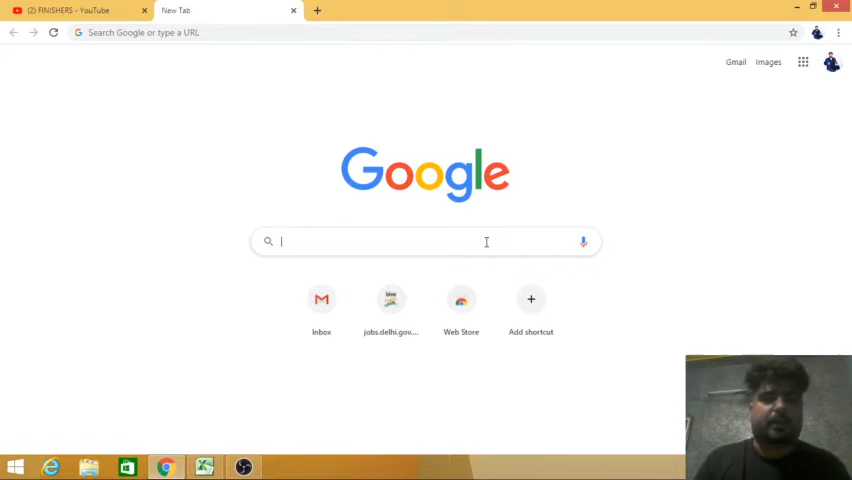 (2) FINISHERS - YouTube
New Tab
Search Google or type a URL
Gmail
Images
Google
Inbox
jobs.delhi.gov....
Web Store
Add shortcut